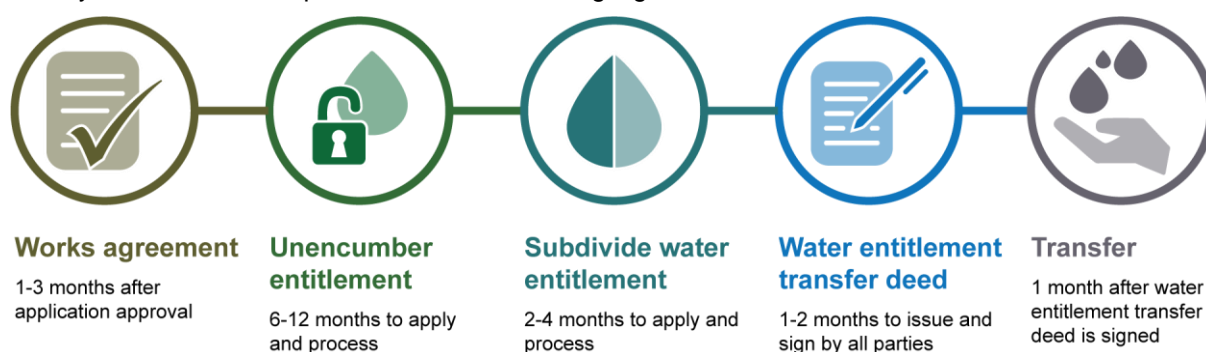 Works agreement
1-3 months after
application approval
Unencumber
entitlement
6-12 months to apply
and process
Subdivide water
entitlement
2-4 months to apply and
process
Water entitlement
transfer deed
1-2 months to issue and
sign by all parties
Transfer
1 month after water
entitlement transfer
deed is signed